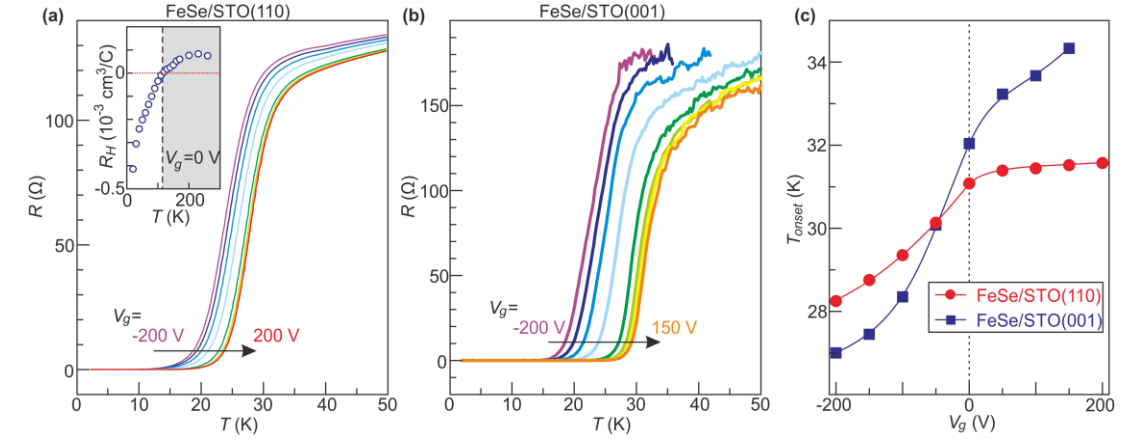 (a) FeSe/STO(110)
R (Ω)
100
50
0
0 10 20 30 40 50
T (K)
R_H (10⁻³ cm³/C)
0
-0.5
V_g=0 V
0 200
T (K)
V_g=
-200 V 200 V
(b) FeSe/STO(001)
R (Ω)
200
150
100
50
0
0 10 20 30 40 50
T (K)
V_g=
-200 V 150 V
(c)
T_onset (K)
34
32
30
28
-200 -100 0 100 200
V_g (V)
FeSe/STO(110)
FeSe/STO(001)